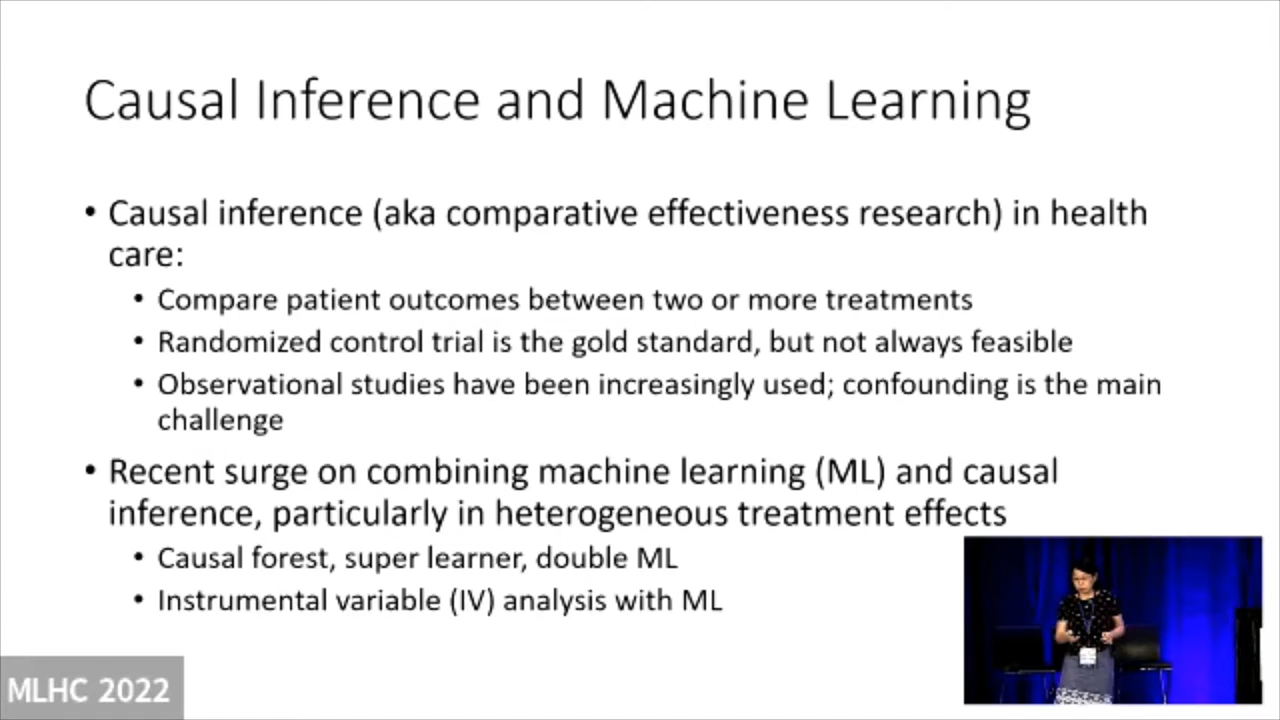 Causal Inference and Machine Learning
• Causal inference (aka comparative effectiveness research) in health
care:
• Compare patient outcomes between two or more treatments
• Randomized control trial is the gold standard, but not always feasible
• Observational studies have been increasingly used; confounding is the main
challenge
• Recent surge on combining machine learning (ML) and causal
inference, particularly in heterogeneous treatment effects
• Causal forest, super learner, double ML
• Instrumental variable (IV) analysis with ML
MLHC 2022